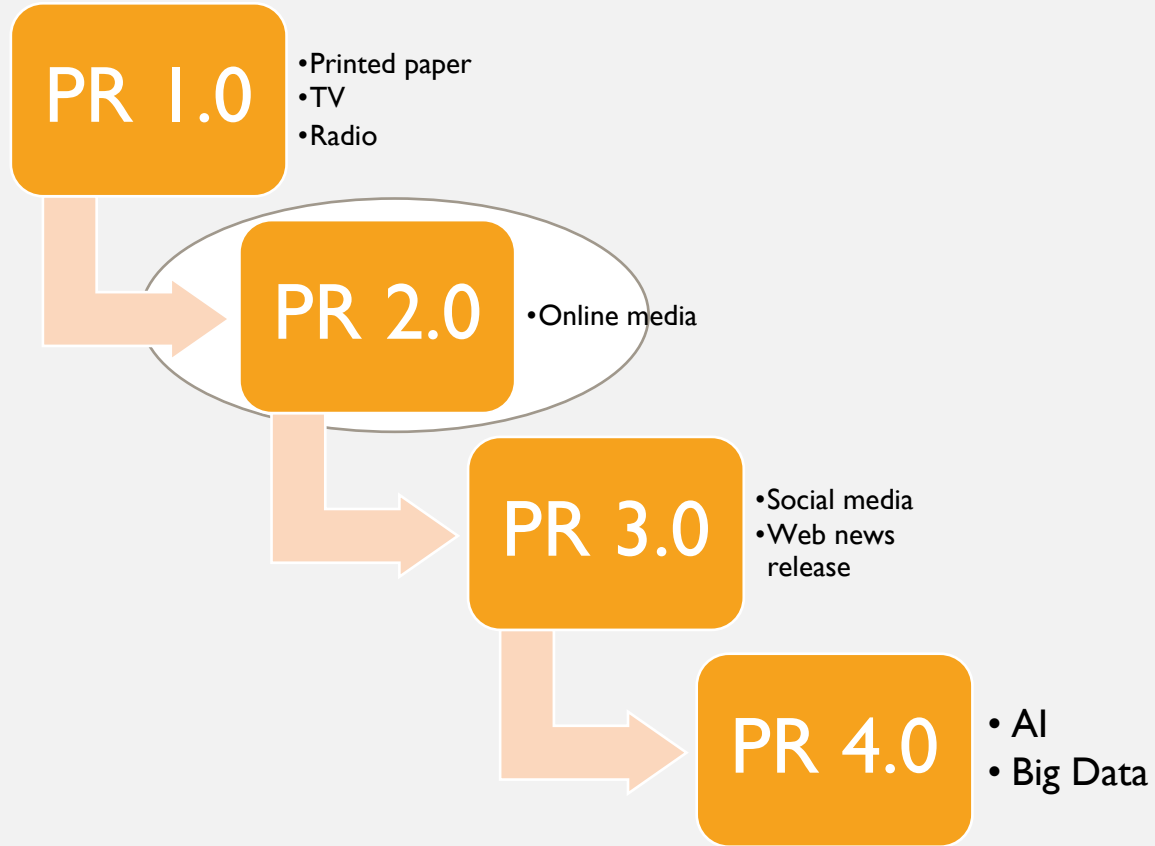 PR 1.0
•Printed paper
•TV
•Radio
PR 2.0
•Online media
PR 3.0
•Social media
•Web news
release
PR 4.0
• AI
• Big Data